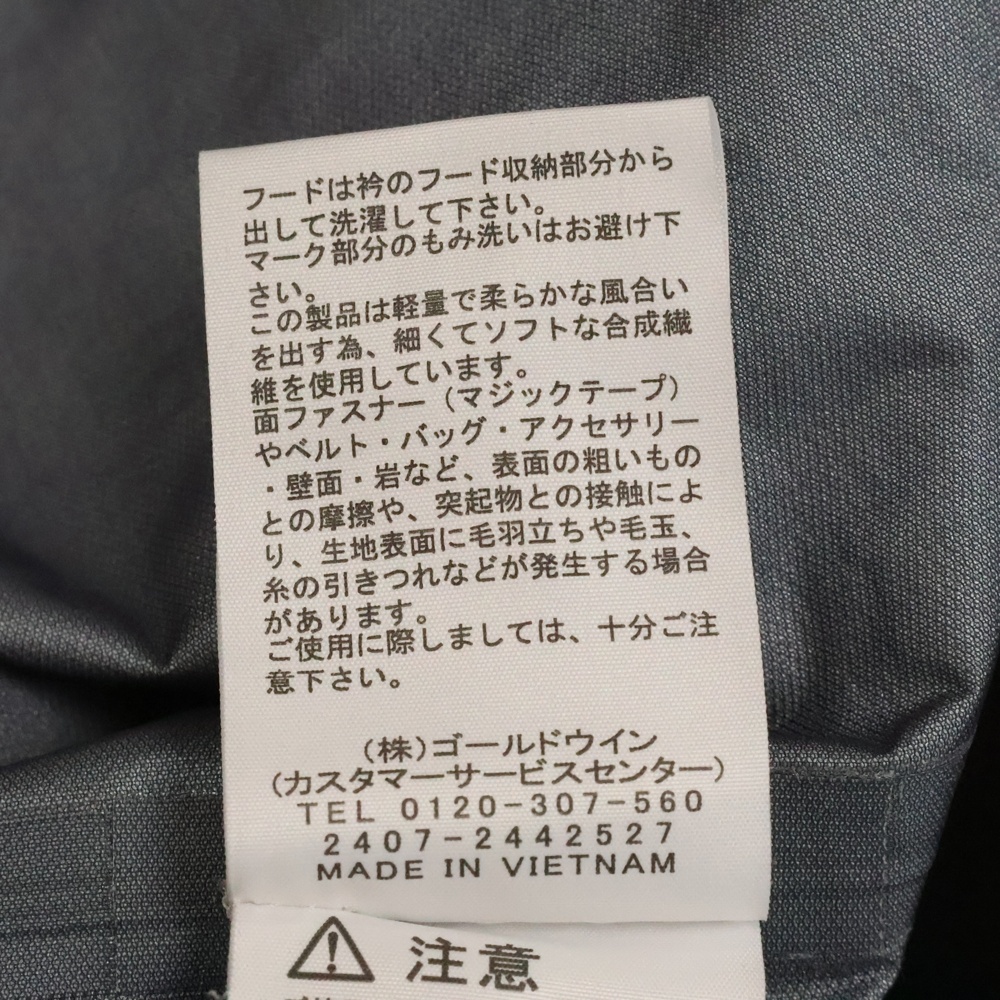 フードは衿のフード収納部分から
出して洗濯して下さい。
マーク部分のもみ洗いはお避け下
さい。
この製品は軽量で柔らかな風合い
を出す為、細くてソフトな合成繊
維を使用しています。
面ファスナー（マジックテープ）
やベルト・バッグ・アクセサリー
・壁面・岩など、表面の粗いもの
との摩擦や、突起物との接触によ
り、生地表面に毛羽立ちや毛玉、
糸の引きつれなどが発生する場合
があります。
ご使用に際しましては、十分ご注
意下さい。
（株）ゴールドウイン
（カスタマーサービスセンター）
TEL 0120-307-560
2407-2442527
MADE IN VIETNAM
注意